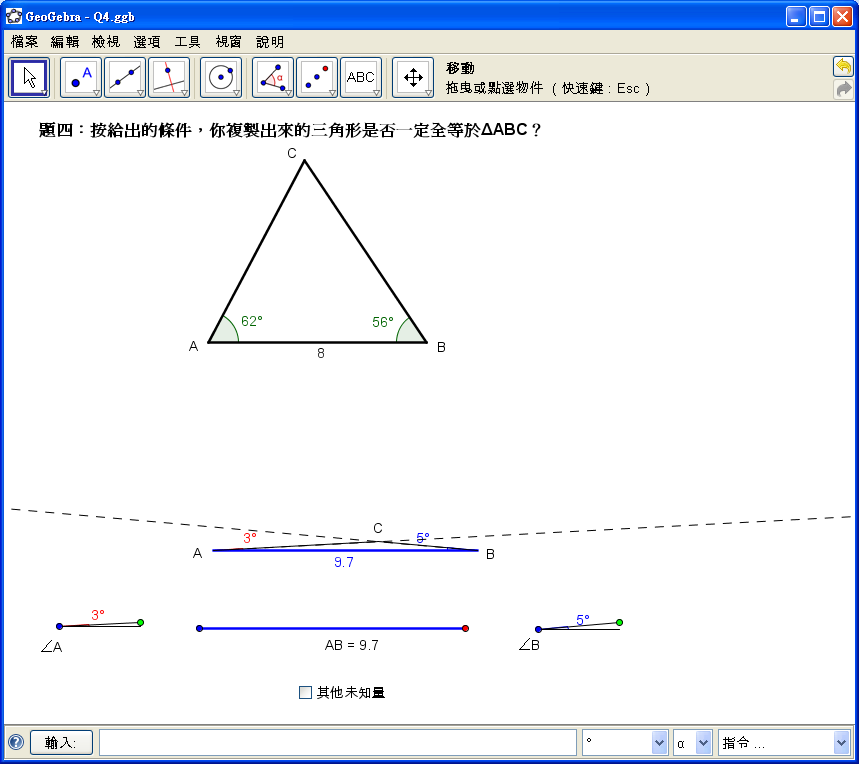 GeoGebra - Q4.ggb
檔案 編輯 檢視 選項 工具 視窗 說明
A α ABC
移動
拖曳或點選物件 ( 快速鍵 : Esc )
題四：按給出的條件，你複製出來的三角形是否一定全等於ΔABC？
C
62° 56°
A B
8
C
3° 5°
A B
9.7
3° 5°
∠A AB = 9.7 ∠B
其他未知量
輸入: ° α 指令 ...